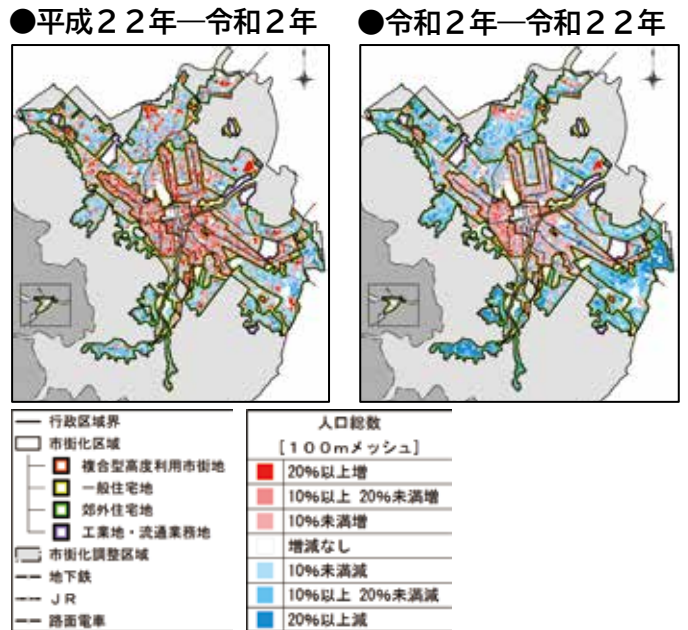 ●平成２２年―令和２年
●令和２年―令和２２年
行政区域界
市街化区域
複合型高度利用市街地
一般住宅地
郊外住宅地
工業地・流通業務地
市街化調整区域
地下鉄
ＪＲ
路面電車
人口総数
［１００ｍメッシュ］
20%以上増
10%以上 20%未満増
10%未満増
増減なし
10%未満減
10%以上 20%未満減
20%以上減